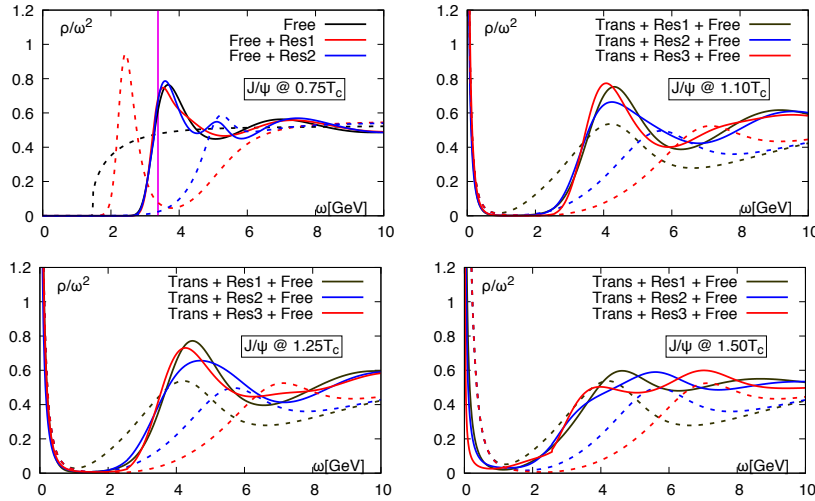 ρ/ω²
Free
Free + Res1
Free + Res2
J/ψ @ 0.75T_c
1.2
1
0.8
0.6
0.4
0.2
0
0 2 4 6 8 10
ω[GeV]
ρ/ω²
Trans + Res1 + Free
Trans + Res2 + Free
Trans + Res3 + Free
J/ψ @ 1.10T_c
1.2
1
0.8
0.6
0.4
0.2
0
0 2 4 6 8 10
ω[GeV]
ρ/ω²
Trans + Res1 + Free
Trans + Res2 + Free
Trans + Res3 + Free
J/ψ @ 1.25T_c
1.2
1
0.8
0.6
0.4
0.2
0
0 2 4 6 8 10
ω[GeV]
ρ/ω²
Trans + Res1 + Free
Trans + Res2 + Free
Trans + Res3 + Free
J/ψ @ 1.50T_c
1.2
1
0.8
0.6
0.4
0.2
0
0 2 4 6 8 10
ω[GeV]